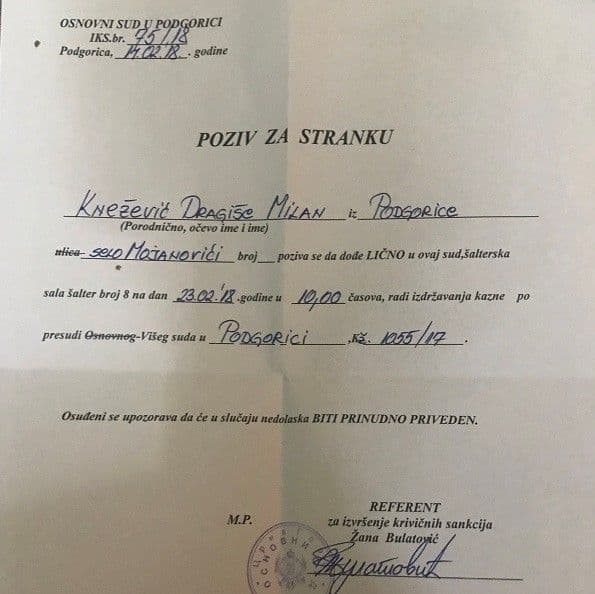 OSNOVNI SUD U PODGORICI
IKS.br. 75/18
Podgorica, 14.02.18. godine
POZIV ZA STRANKU
KNEŽEVIĆ DRAGIŠE MILAN iz PODGORICE
(Porodnično, očevo ime i ime)
ulica- SELO MOJANOVIĆI broj poziva se da dođe LIČNO u ovaj sud,šalterska
sala šalter broj 8 na dan 23.02.'18.godine u 10,00 časova, radi izdržavanja kazne po
presudi Osnovnog-Višeg suda u PODGORICI ,Kž. 1055/17.
Osuđeni se upozorava da će u slučaju nedolaska BITI PRINUDNO PRIVEDEN.
REFERENT
M.P. za izvršenje krivičnih sankcija
Žana Bulatović
ЦРНА
ОСНОВНИ